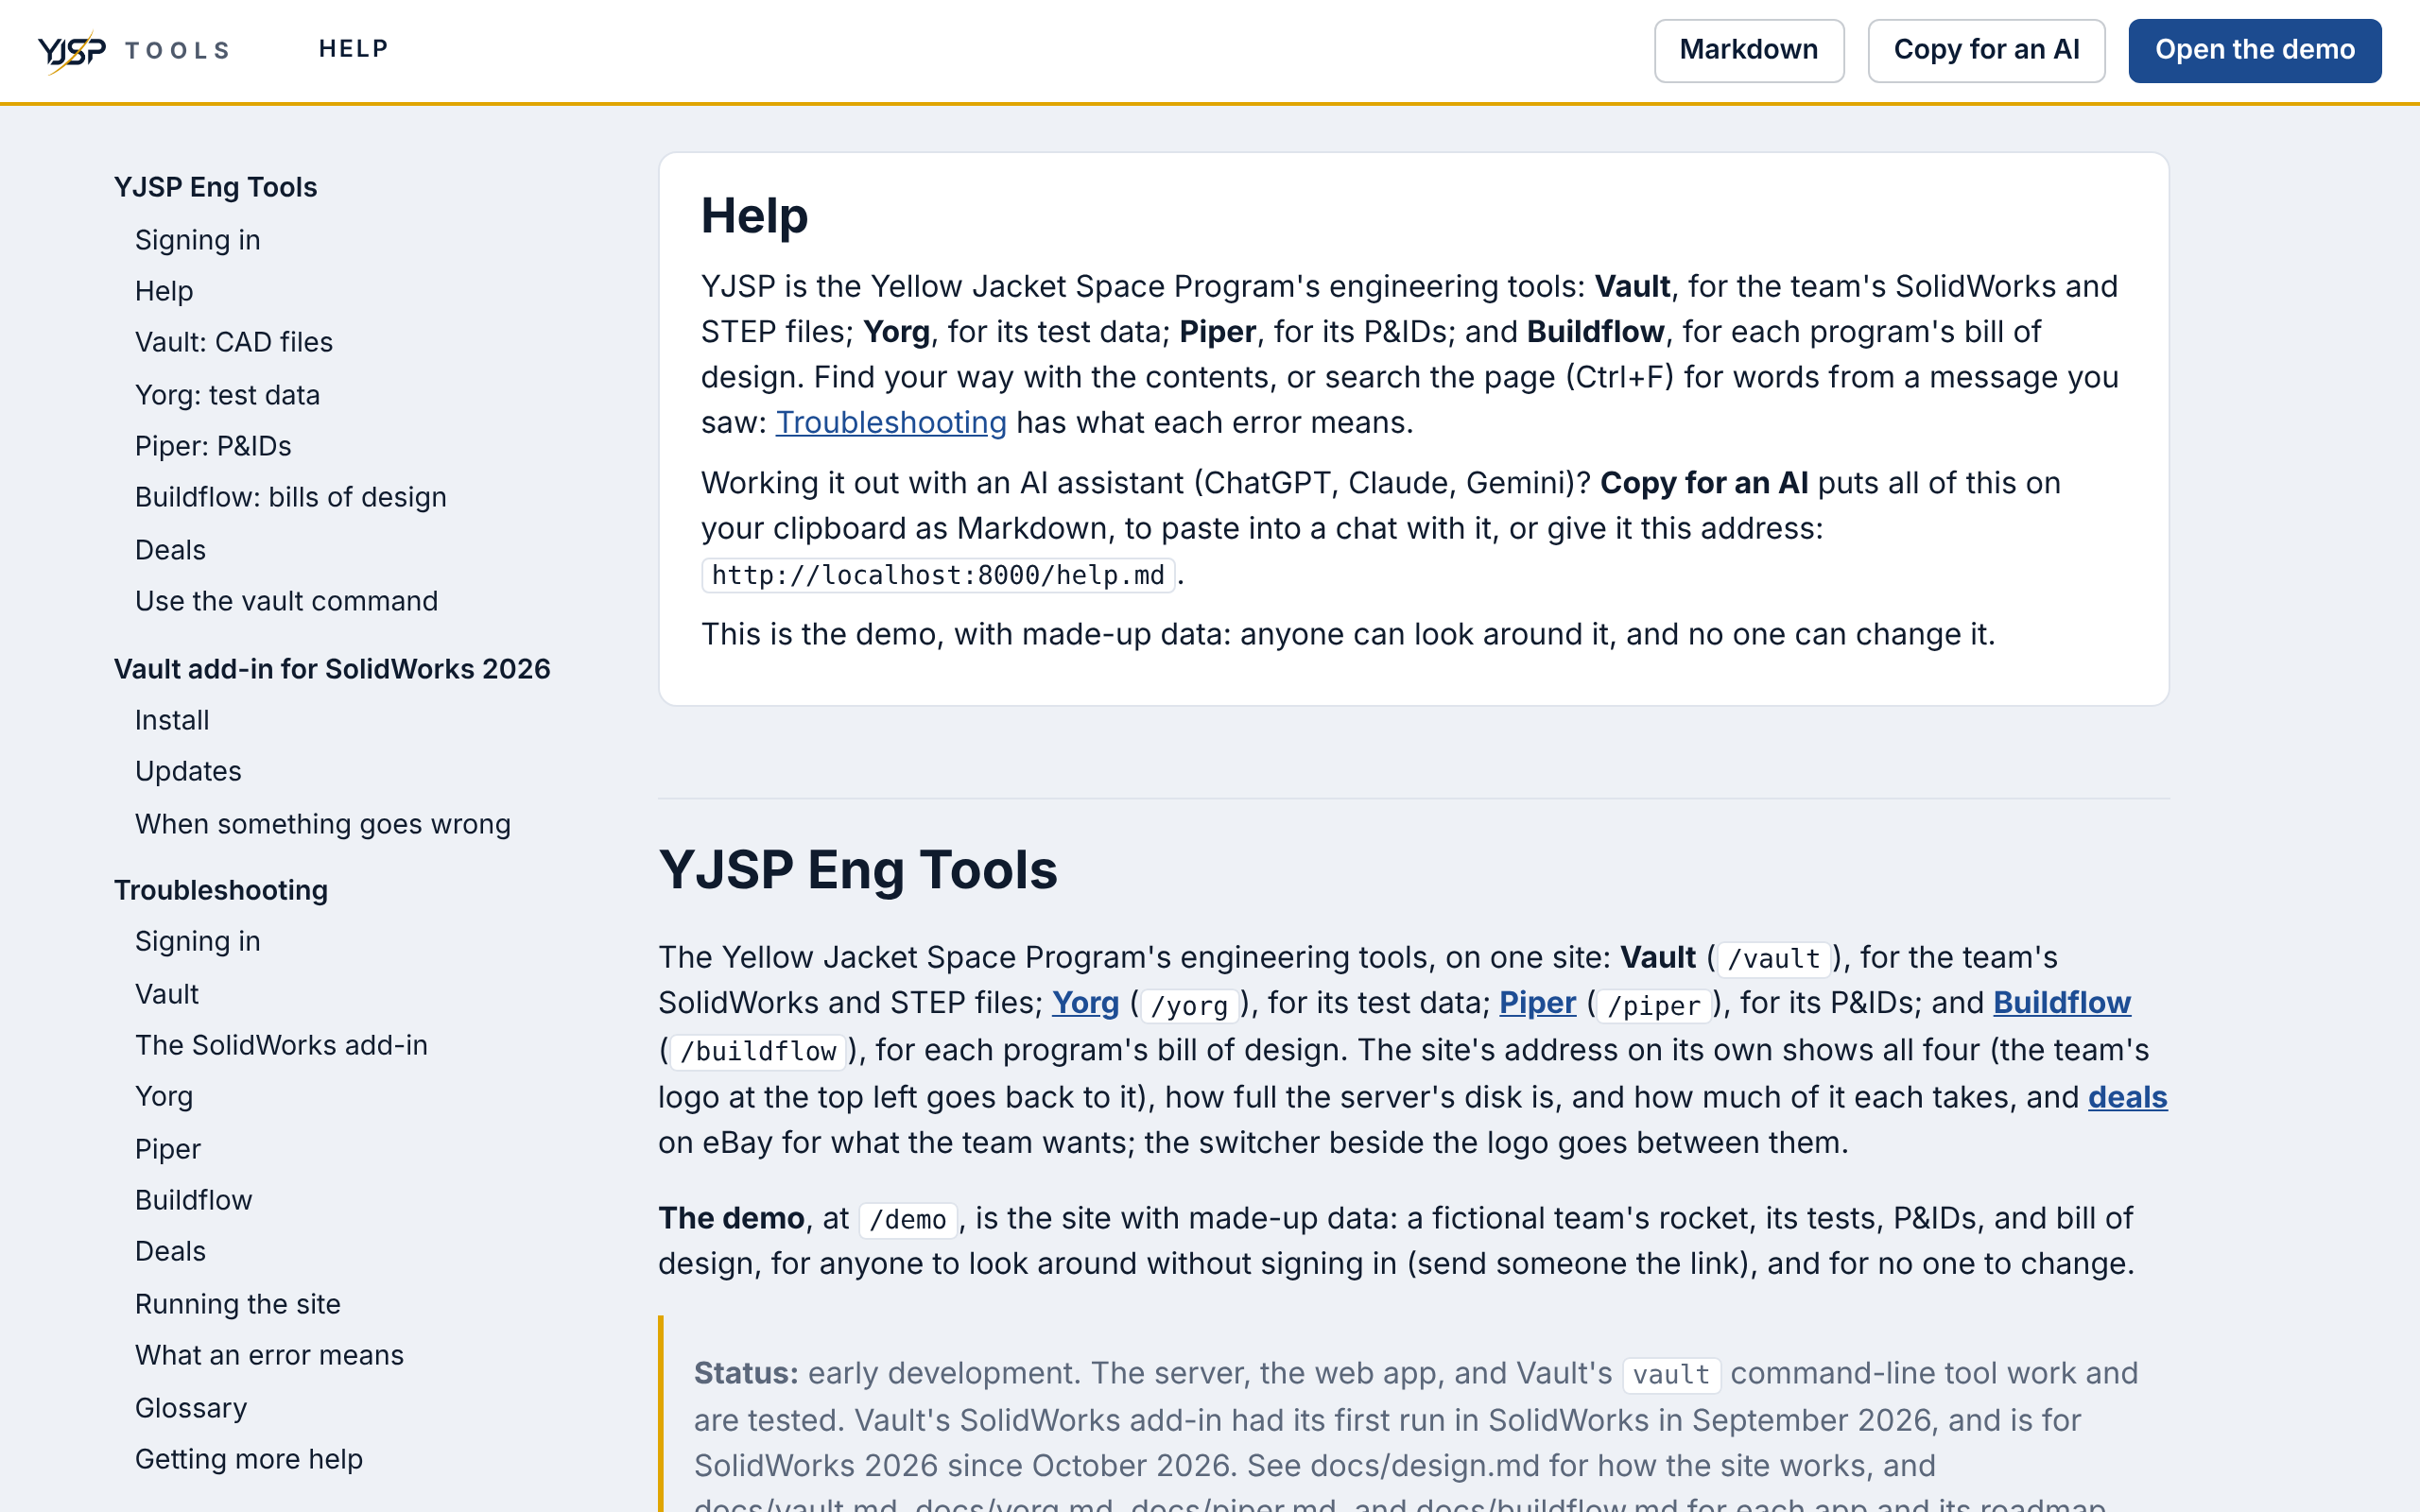 YJSP TOOLS
HELP
Markdown
Copy for an AI
Open the demo
YJSP Eng Tools
Signing in
Help
Vault: CAD files
Yorg: test data
Piper: P&IDs
Buildflow: bills of design
Deals
Use the vault command
Vault add-in for SolidWorks 2026
Install
Updates
When something goes wrong
Troubleshooting
Signing in
Vault
The SolidWorks add-in
Yorg
Piper
Buildflow
Deals
Running the site
What an error means
Glossary
Getting more help
Help
YJSP is the Yellow Jacket Space Program's engineering tools: Vault, for the team's SolidWorks and
STEP files; Yorg, for its test data; Piper, for its P&IDs; and Buildflow, for each program's bill of
design. Find your way with the contents, or search the page (Ctrl+F) for words from a message you
saw: Troubleshooting has what each error means.
Working it out with an AI assistant (ChatGPT, Claude, Gemini)? Copy for an AI puts all of this on
your clipboard as Markdown, to paste into a chat with it, or give it this address:
http://localhost:8000/help.md.
This is the demo, with made-up data: anyone can look around it, and no one can change it.
YJSP Eng Tools
The Yellow Jacket Space Program's engineering tools, on one site: Vault (/vault), for the team's
SolidWorks and STEP files; Yorg (/yorg), for its test data; Piper (/piper), for its P&IDs; and Buildflow
(/buildflow), for each program's bill of design. The site's address on its own shows all four (the team's
logo at the top left goes back to it), how full the server's disk is, and how much of it each takes, and deals
on eBay for what the team wants; the switcher beside the logo goes between them.
The demo, at /demo, is the site with made-up data: a fictional team's rocket, its tests, P&IDs, and bill of
design, for anyone to look around without signing in (send someone the link), and for no one to change.
Status: early development. The server, the web app, and Vault's vault command-line tool work and
are tested. Vault's SolidWorks add-in had its first run in SolidWorks in September 2026, and is for
SolidWorks 2026 since October 2026. See docs/design.md for how the site works, and
docs/vault.md, docs/yorg.md, docs/piper.md, and docs/buildflow.md for each app and its roadmap.